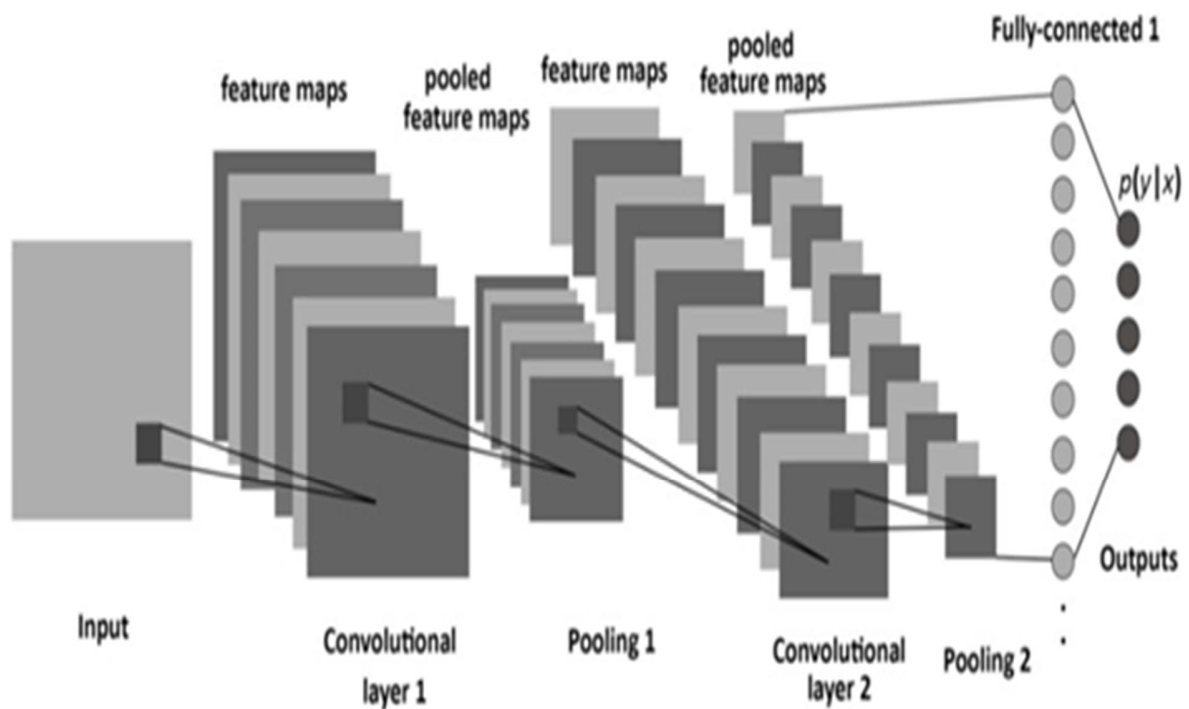 Fully-connected 1
feature maps
pooled
feature maps
feature maps
pooled
feature maps
p(y|x)
Input
Convolutional
layer 1
Pooling 1
Convolutional
layer 2
Pooling 2
Outputs